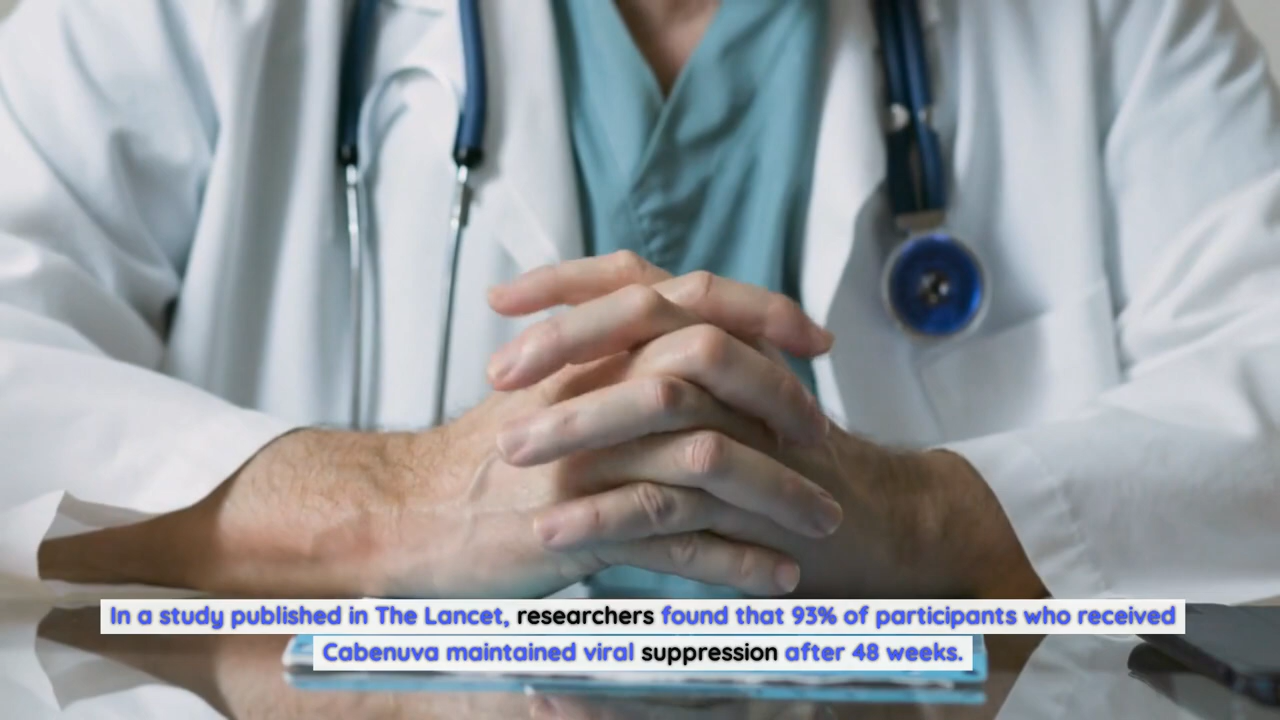 In a study published in The Lancet, researchers found that 93% of participants who received
Cabenuva maintained viral suppression after 48 weeks.